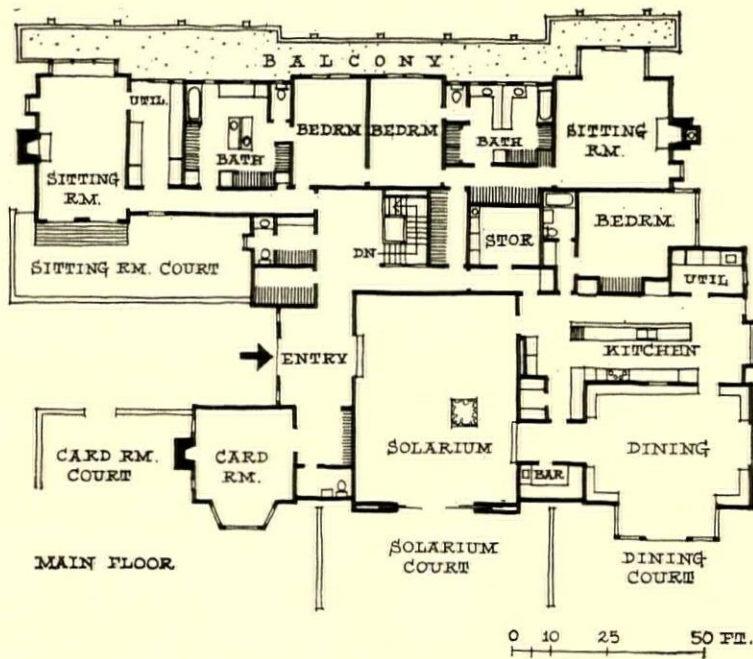 BALCONY
UTIL.
BATH
BEDRM
BEDRM
BATH
SITTING
RM.
SITTING
RM.
STOR
BEDRM.
SITTING RM. COURT
DN
UTIL
ENTRY
KITCHEN
CARD RM.
COURT
CARD
RM.
SOLARIUM
DINING
BAR
MAIN FLOOR
SOLARIUM
COURT
DINING
COURT
0 10 25 50 FT.